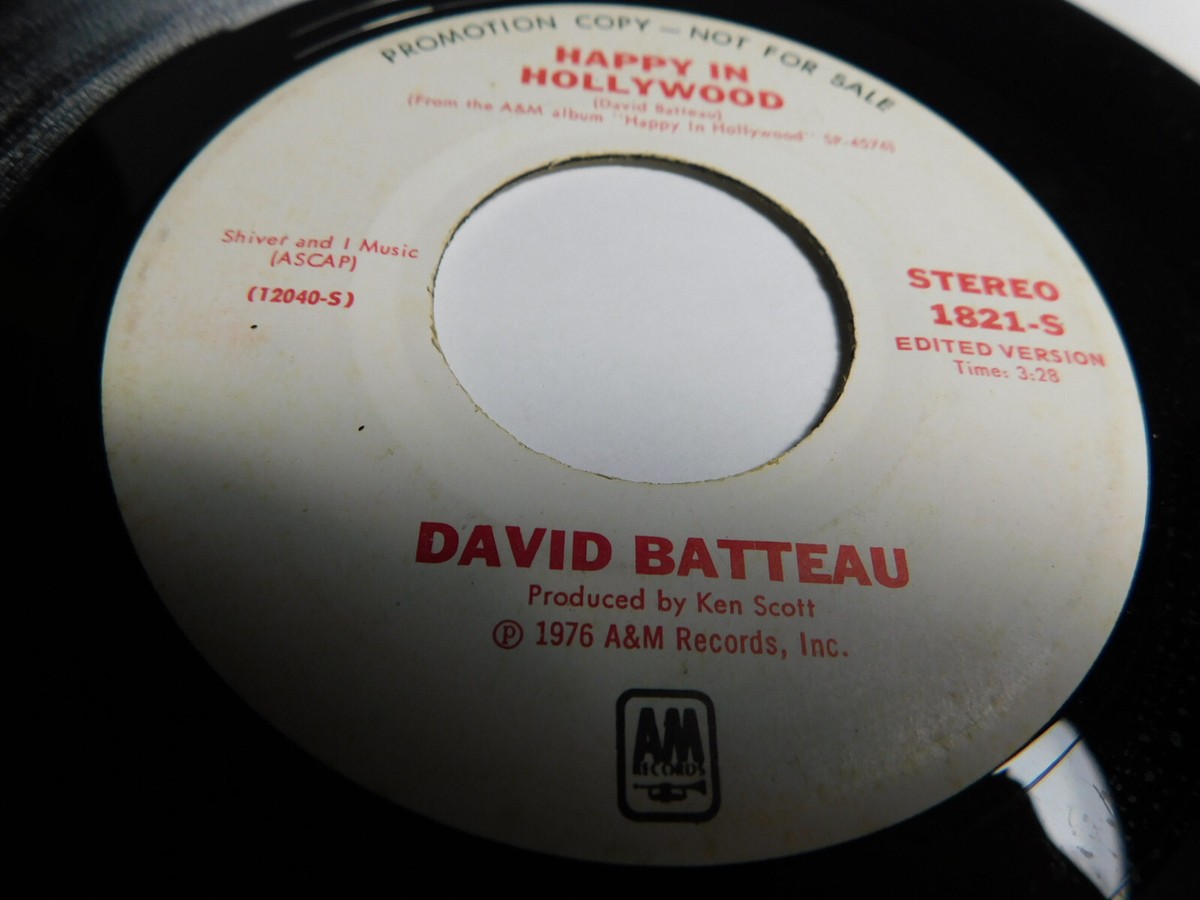 PROMOTION COPY — NOT FOR SALE
HAPPY IN
HOLLYWOOD
(David Batteau)
(From the A&M album "Happy In Hollywood" SP-4576)
Shiver and I Music
(ASCAP)
(12040-S)
STEREO
1821-S
EDITED VERSION
Time: 3:28
DAVID BATTEAU
Produced by Ken Scott
℗ 1976 A&M Records, Inc.
A&M
RECORDS